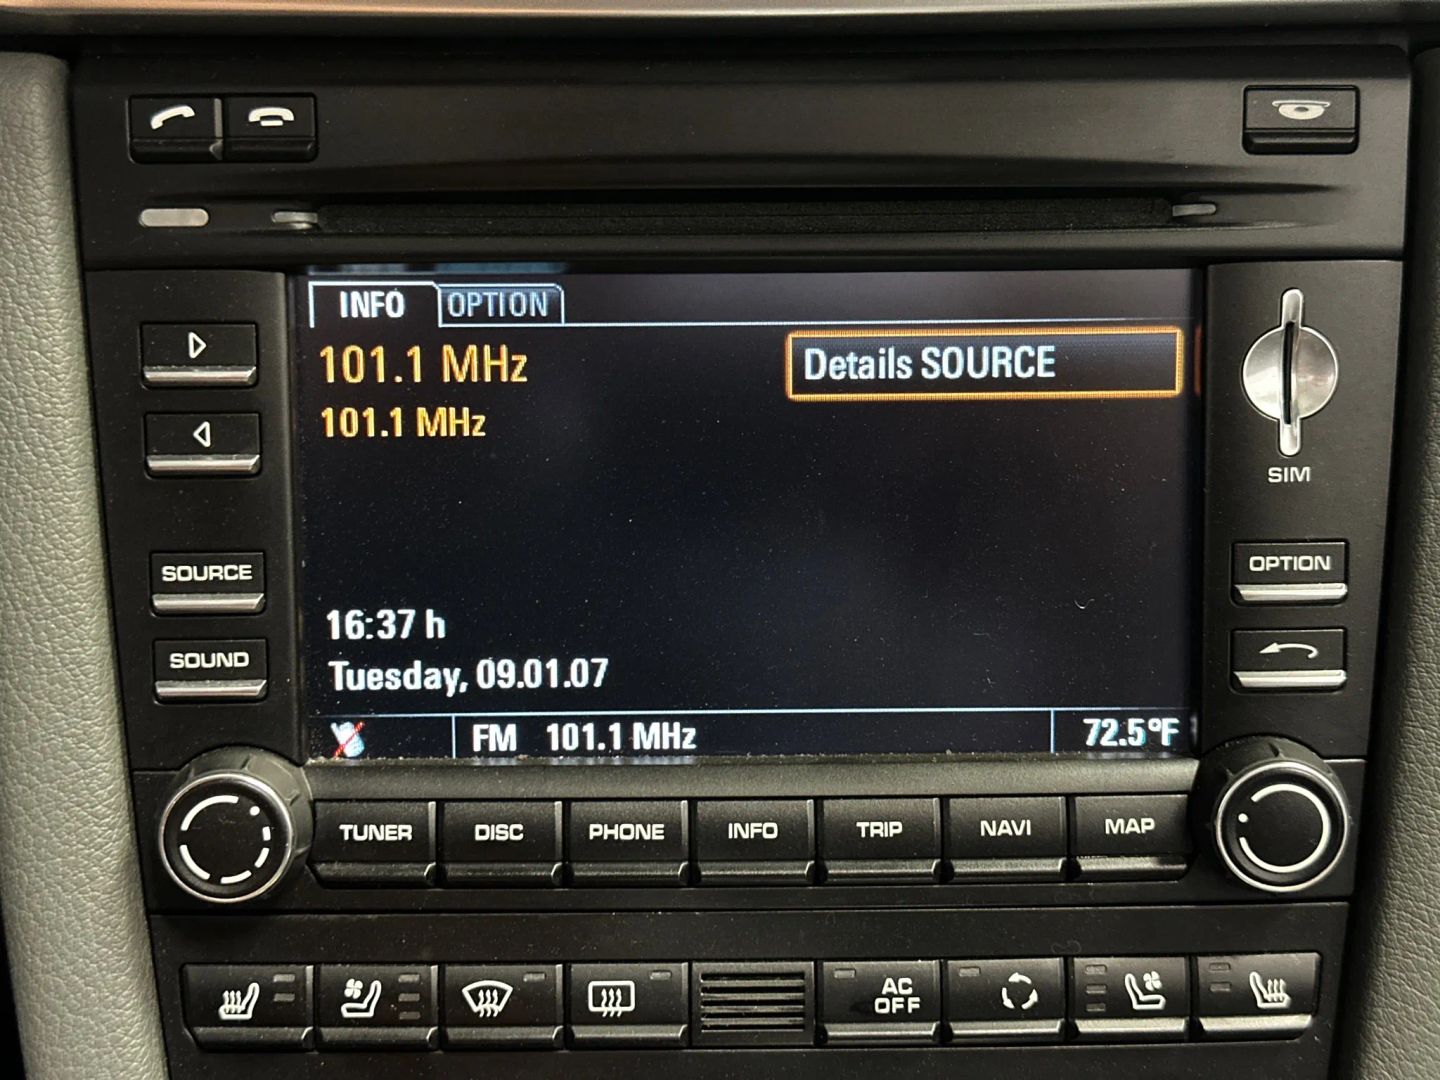 INFO OPTION
101.1 MHz
Details SOURCE
101.1 MHz
SIM
SOURCE
OPTION
16:37 h
SOUND
Tuesday, 09.01.07
FM 101.1 MHz 72.5°F
TUNER DISC PHONE INFO TRIP NAVI MAP
AC
OFF